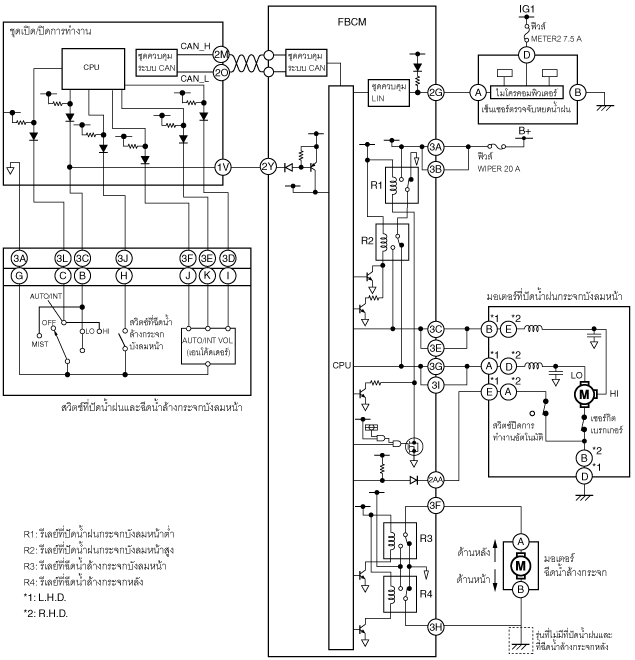 ชุดเปิด/ปิดการทำงาน
CPU
ชุดควบคุม
ระบบ CAN
CAN_H
2M
2O
CAN_L
1V
FBCM
ชุดควบคุม
ระบบ CAN
2Y
CPU
ชุดควบคุม
LIN
2G
IG1
ฟิวส์
METER2 7.5 A
D
A
ไมโครคอมพิวเตอร์
B
เซ็นเซอร์ตรวจจับหยดน้ำฝน
B+
3A
ฟิวส์
3B
WIPER 20 A
R1
R2
3A
3L
3C
3J
3F
3E
3D
G
C
B
H
J
K
I
AUTO/INT
OFF
LO
HI
MIST
สวิตช์ที่ฉีดน้ำ
ล้างกระจก
บังลมหน้า
AUTO/INT VOL
(เอนโค้ดเดอร์)
สวิตช์ที่ปัดน้ำฝนและฉีดน้ำล้างกระจกบังลมหน้า
มอเตอร์ที่ปัดน้ำฝนกระจกบังลมหน้า
3C
3E
3G
3I
*1
*2
B
E
*1
*2
A
D
*1
*2
E
A
LO
M
HI
สวิตช์ปิดการ
ทำงานอัตโนมัติ
เซอร์กิต
เบรกเกอร์
B
*2
*1
D
2AA
3F
R3
R4
3H
A
ด้านหลัง
M
ด้านหน้า
B
มอเตอร์
ฉีดน้ำล้างกระจก
รุ่นที่ไม่มีที่ปัดน้ำฝนและ
ที่ฉีดน้ำล้างกระจกหลัง
R1: รีเลย์ที่ปัดน้ำฝนกระจกบังลมหน้าต่ำ
R2: รีเลย์ที่ปัดน้ำฝนกระจกบังลมหน้าสูง
R3: รีเลย์ที่ฉีดน้ำล้างกระจกบังลมหน้า
R4: รีเลย์ที่ฉีดน้ำล้างกระจกหลัง
*1: L.H.D.
*2: R.H.D.